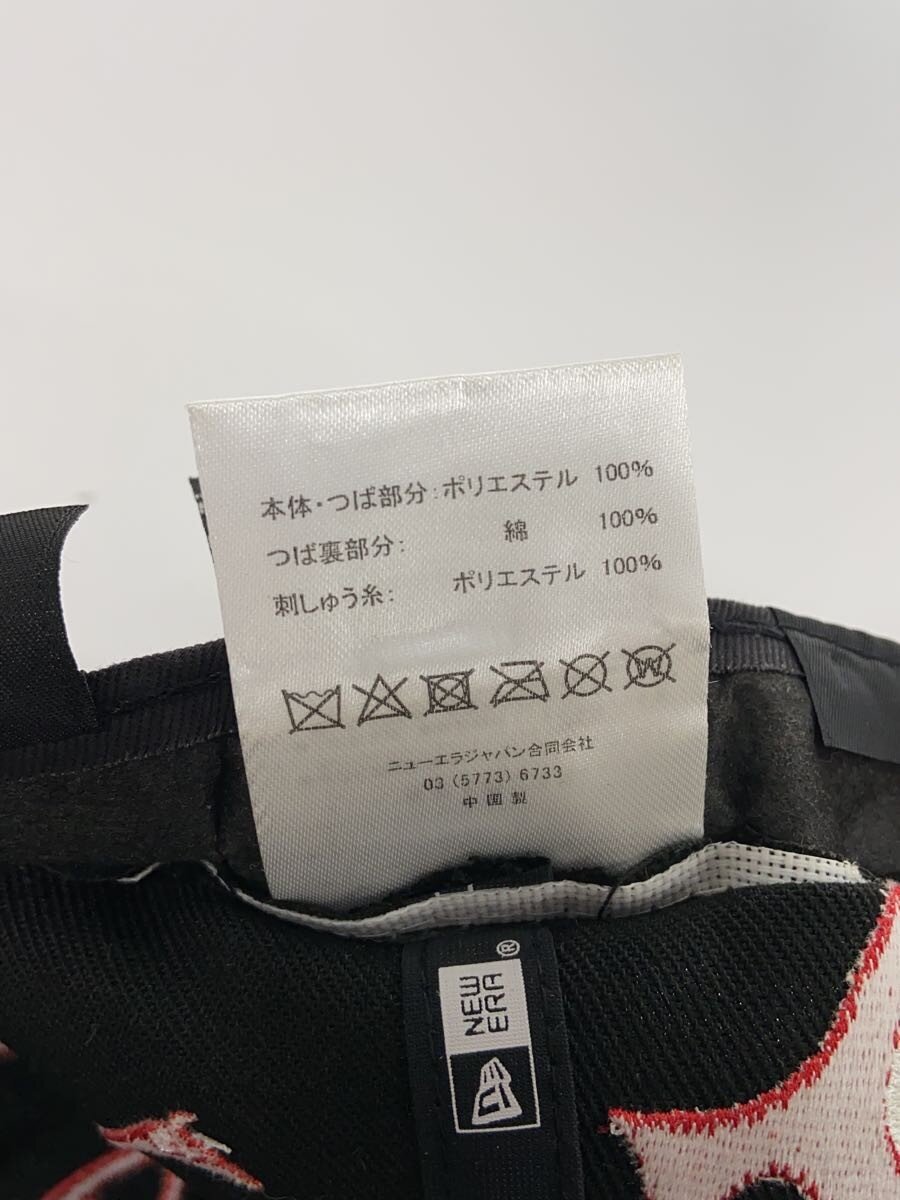 本体・つば部分:ポリエステル 100%
つば裏部分: 綿 100%
刺しゅう糸: ポリエステル 100%
ニューエラジャパン合同会社
03 (5773) 6733
中国製
NEW
ERA
®